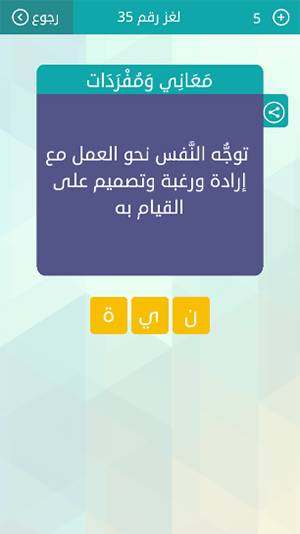 رجوع لغز رقم 35 5
مَعَانِي وَمُفْرَدَات
توجُّه النَّفس نحو العمل مع
إرادة ورغبة وتصميم على
القيام به
ن ي ة